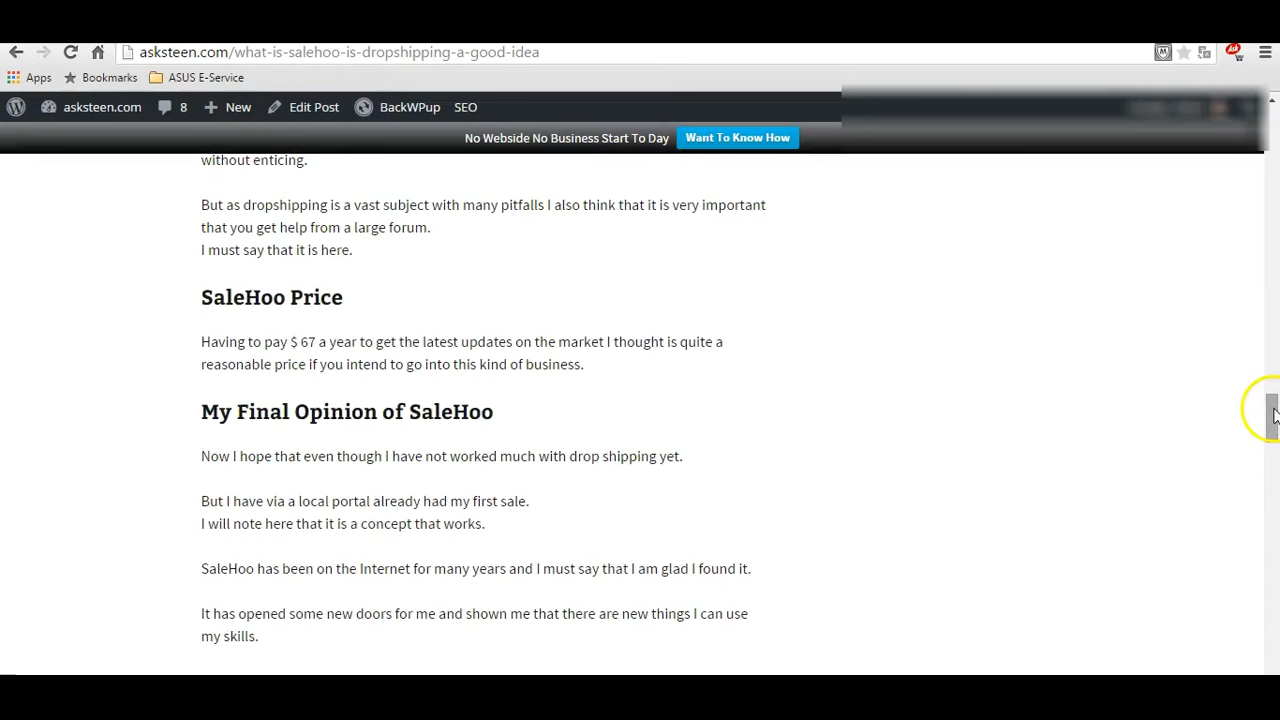 asksteen.com/what-is-salehoo-is-dropshipping-a-good-idea
Apps Bookmarks ASUS E-Service
asksteen.com 8 New Edit Post BackWPup SEO
No Webside No Business Start To Day Want To Know How
without enticing.
But as dropshipping is a vast subject with many pitfalls I also think that it is very important
that you get help from a large forum.
I must say that it is here.
SaleHoo Price
Having to pay $ 67 a year to get the latest updates on the market I thought is quite a
reasonable price if you intend to go into this kind of business.
My Final Opinion of SaleHoo
Now I hope that even though I have not worked much with drop shipping yet.
But I have via a local portal already had my first sale.
I will note here that it is a concept that works.
SaleHoo has been on the Internet for many years and I must say that I am glad I found it.
It has opened some new doors for me and shown me that there are new things I can use
my skills.